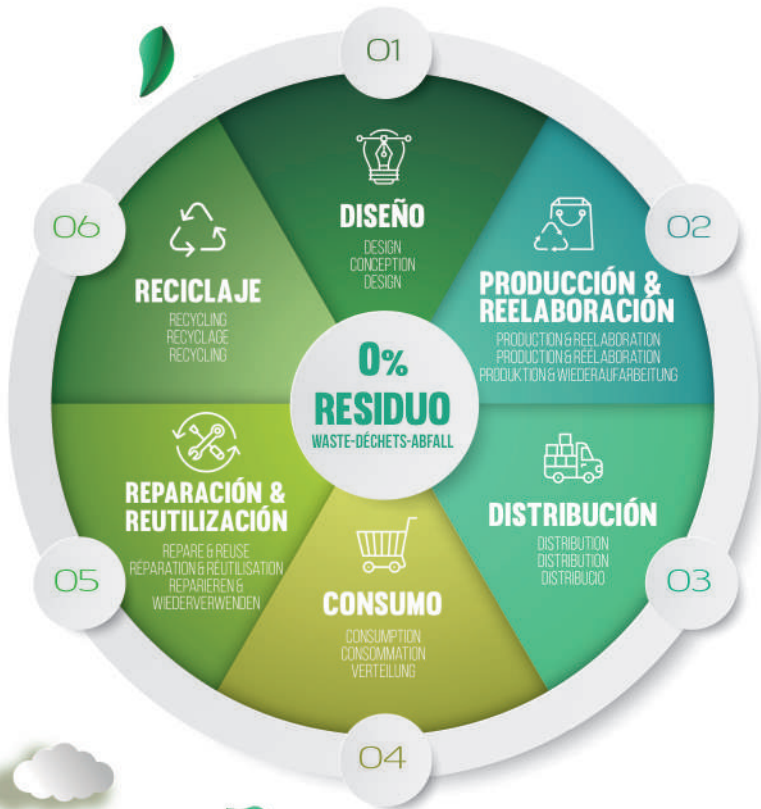 01
DISEÑO
DESIGN
CONCEPTION
DESIGN
02
PRODUCCIÓN &
REELABORACIÓN
PRODUCTION & REELABORATION
PRODUCTION & RÉÉLABORATION
PRODUKTION & WIEDERAUFARBEITUNG
03
DISTRIBUCIÓN
DISTRIBUTION
DISTRIBUTION
DISTRIBUCIO
04
CONSUMO
CONSUMPTION
CONSOMMATION
VERTEILUNG
05
REPARACIÓN &
REUTILIZACIÓN
REPARE & REUSE
RÉPARATION & RÉUTILISATION
REPARIEREN &
WIEDERVERWENDEN
06
RECICLAJE
RECYCLING
RECYCLAGE
RECYCLING
0%
RESIDUO
WASTE-DÉCHETS-ABFALL